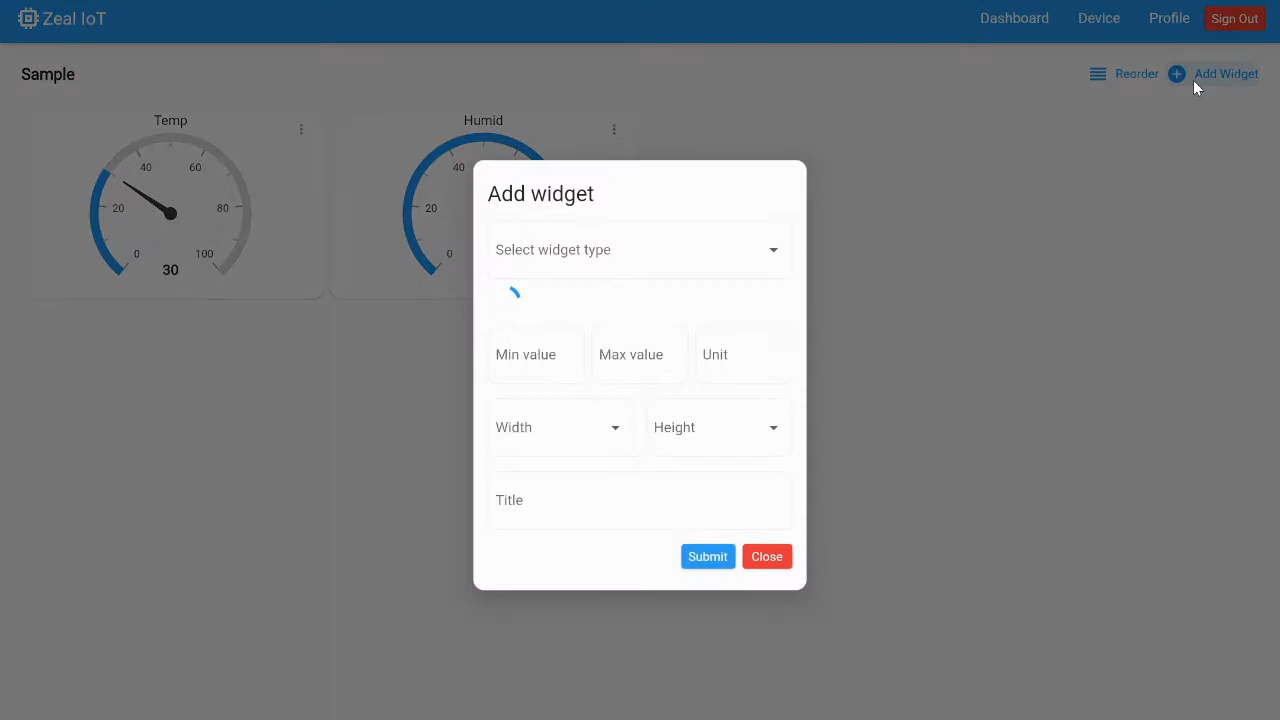 Zeal IoT
Dashboard Device Profile Sign Out
Sample
Reorder Add Widget
Temp
0 20 40 60 80 100
30
Humid
0 20 40
Add widget
Select widget type
Min value Max value Unit
Width Height
Title
Submit Close